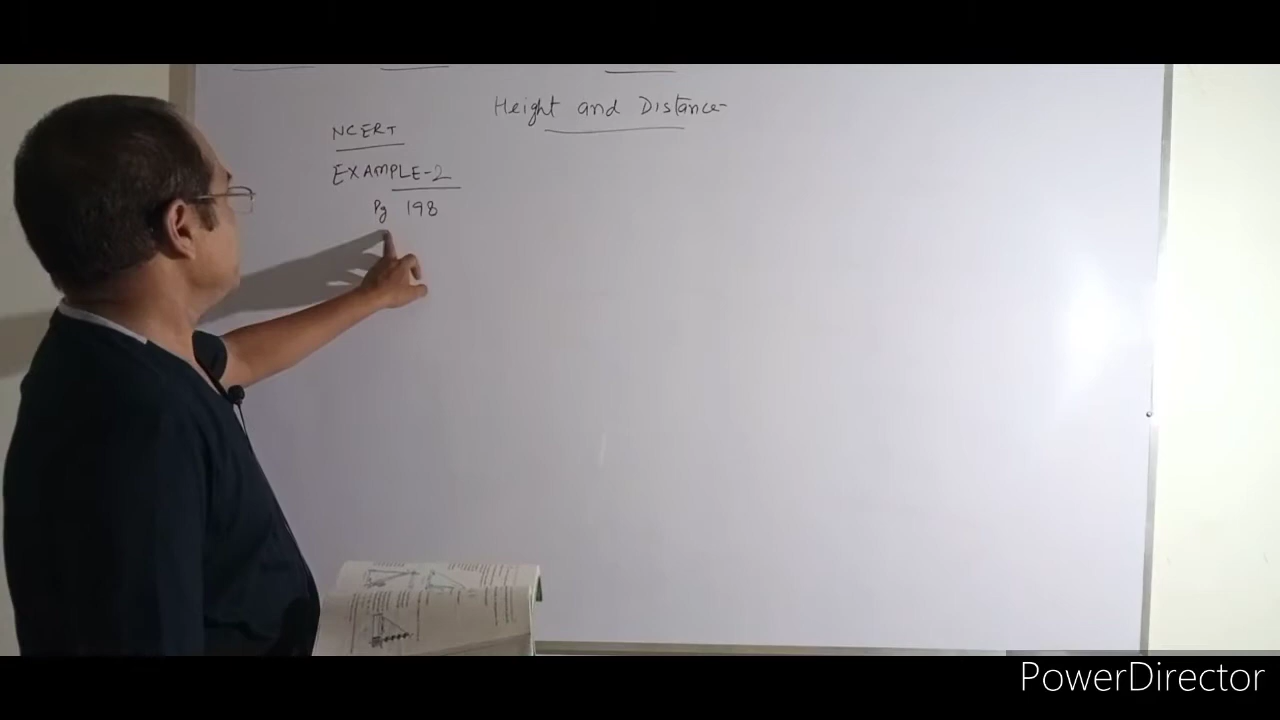 Height and Distance
NCERT
EXAMPLE-2
Pg 198
PowerDirector